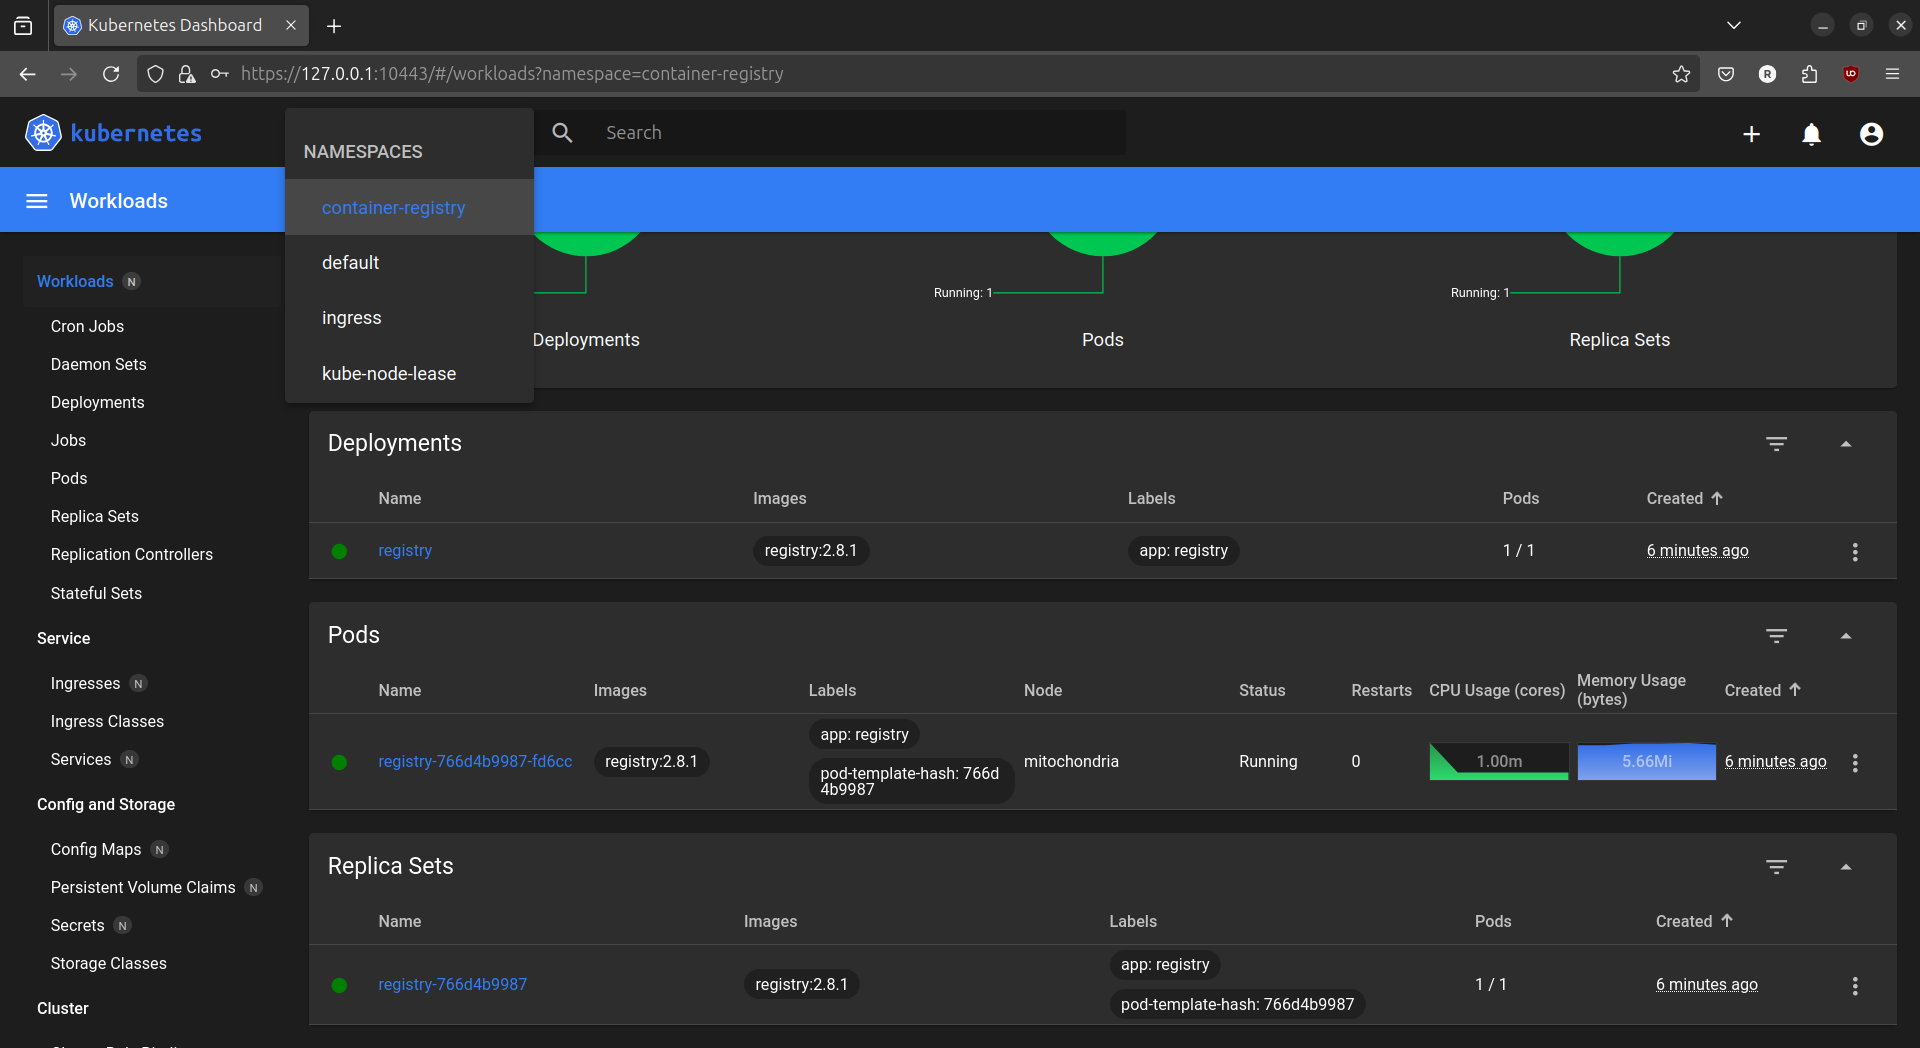 Kubernetes Dashboard
https://127.0.0.1:10443/#/workloads?namespace=container-registry
R
kubernetes
Search
NAMESPACES
container-registry
default
ingress
kube-node-lease
Workloads
Workloads N
Cron Jobs
Daemon Sets
Deployments
Jobs
Pods
Replica Sets
Replication Controllers
Stateful Sets
Service
Ingresses N
Ingress Classes
Services N
Config and Storage
Config Maps N
Persistent Volume Claims N
Secrets N
Storage Classes
Cluster
Running: 1
Running: 1
Deployments
Pods
Replica Sets
Deployments
Name Images Labels Pods Created
registry registry:2.8.1 app: registry 1 / 1 6 minutes ago
Pods
Name Images Labels Node Status Restarts CPU Usage (cores) Memory Usage (bytes) Created
registry-766d4b9987-fd6cc registry:2.8.1 app: registry
pod-template-hash: 766d
4b9987
mitochondria Running 0 1.00m 5.66Mi 6 minutes ago
Replica Sets
Name Images Labels Pods Created
registry-766d4b9987 registry:2.8.1 app: registry
pod-template-hash: 766d4b9987
1 / 1 6 minutes ago